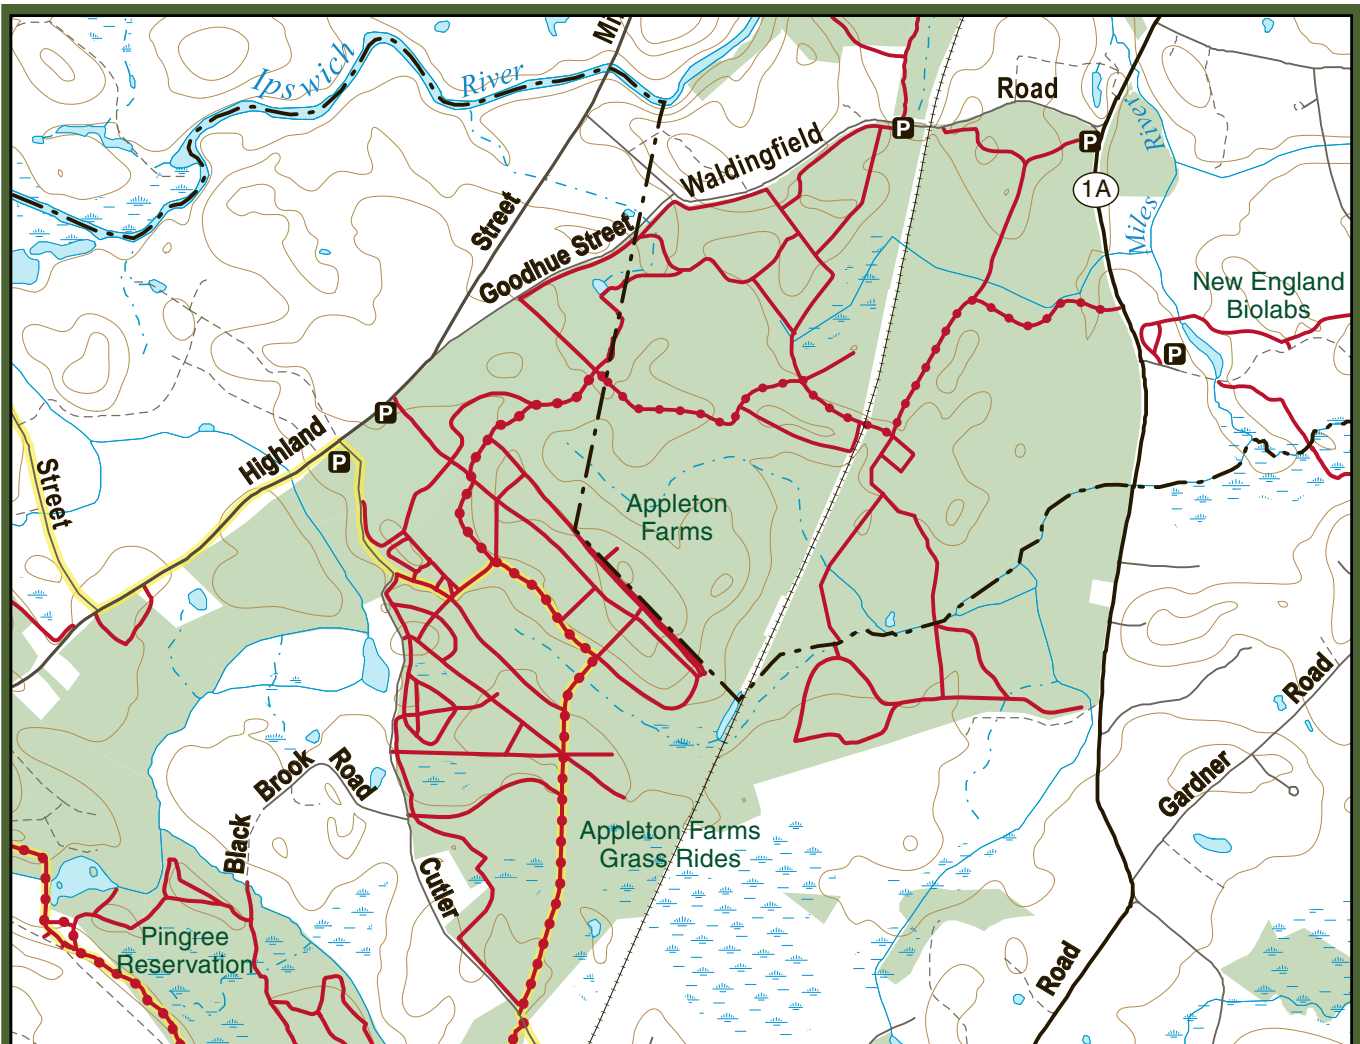 Mi
Ipswich
River
Road
P
P
Waldingfield
River
1A
Street
Goodhue Street
Miles
New England
Biolabs
P
P
Highland
P
Street
Appleton
Farms
Road
Brook
Road
Gardner
Black
Appleton Farms
Grass Rides
Cutler
Pingree
Reservation
Road